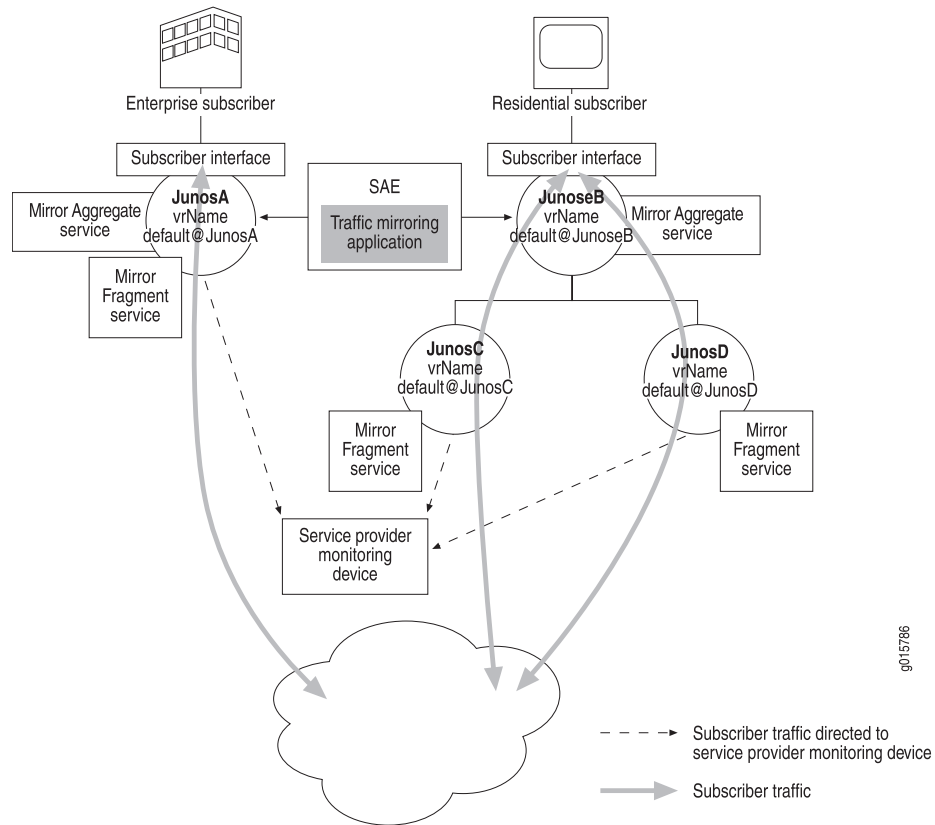 Enterprise subscriber
Residential subscriber
Subscriber interface
Subscriber interface
JunosA
vrName
default@JunosA
Mirror Aggregate
service
Mirror
Fragment
service
SAE
Traffic mirroring
application
JunoseB
vrName
default@JunoseB
Mirror Aggregate
service
JunosC
vrName
default@JunosC
Mirror
Fragment
service
JunosD
vrName
default@JunosD
Mirror
Fragment
service
Service provider
monitoring
device
g015786
Subscriber traffic directed to
service provider monitoring device
Subscriber traffic